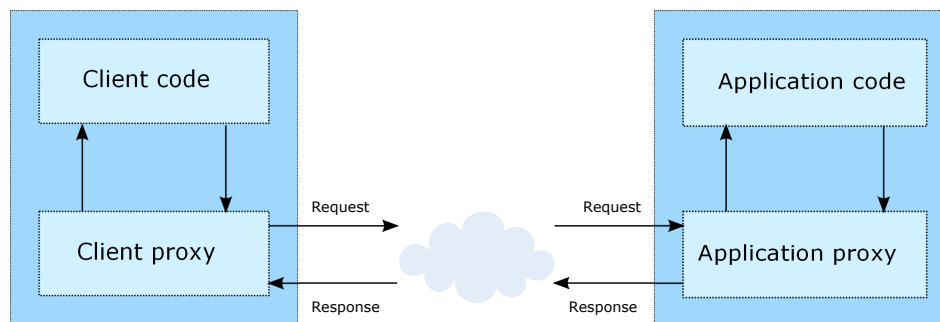 Client code
Application code
Request
Request
Client proxy
Application proxy
Response
Response